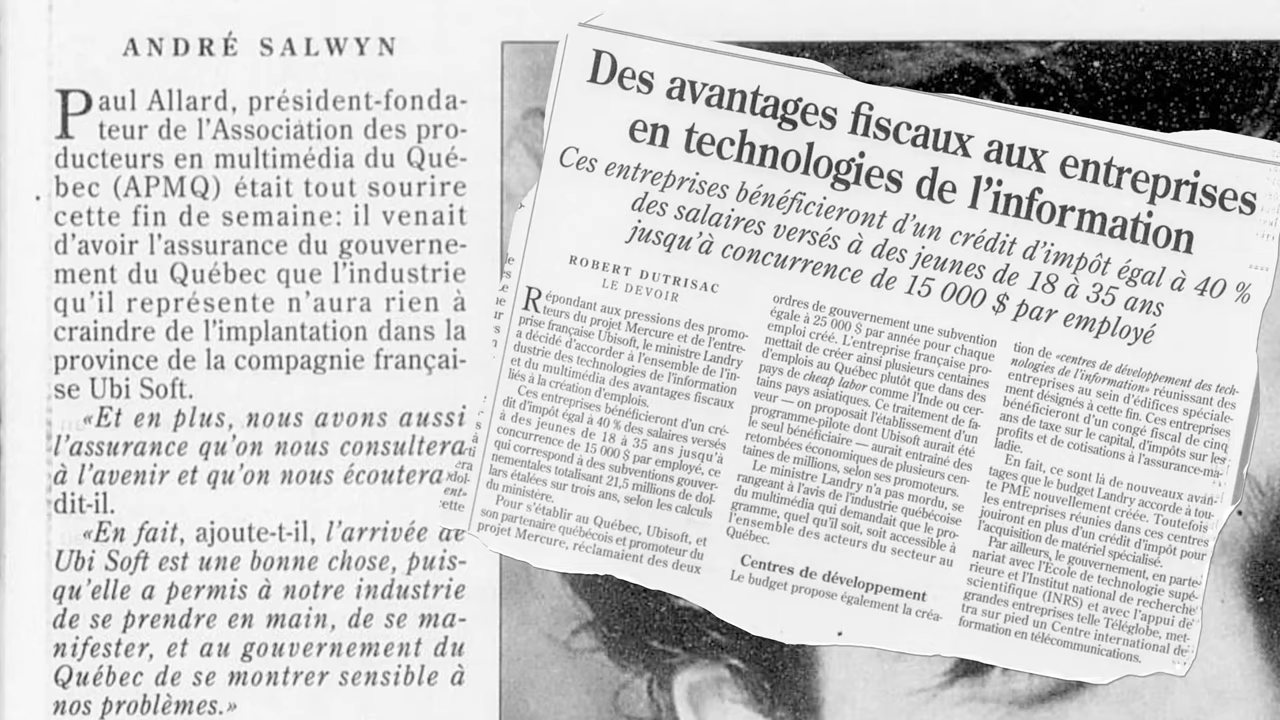 ANDRÉ SALWYN
Paul Allard, président-fonda-
teur de l'Association des pro-
ducteurs en multimédia du Qué-
bec (APMQ) était tout sourire
cette fin de semaine: il venait
d'avoir l'assurance du gouverne-
ment du Québec que l'industrie
qu'il représente n'aura rien à
craindre de l'implantation dans la
province de la compagnie françai-
se Ubi Soft.
«Et en plus, nous avons aussi
l'assurance qu'on nous consultera
à l'avenir et qu'on nous écoutera»
dit-il.
«En fait, ajoute-t-il, l'arrivée de
Ubi Soft est une bonne chose, puis-
qu'elle a permis à notre industrie
de se prendre en main, de se ma-
nifester, et au gouvernement du
Québec de se montrer sensible à
nos problèmes.»
Des avantages fiscaux aux entreprises
en technologies de l'information
Ces entreprises bénéficieront d'un crédit d'impôt égal à 40 %
des salaires versés à des jeunes de 18 à 35 ans
jusqu'à concurrence de 15 000 $ par employé
ROBERT DUTRISAC
LE DEVOIR
Répondant aux pressions des promo-
teurs du projet Mercure et de l'entre-
prise française Ubisoft, le ministre Landry
a décidé d'accorder à l'ensemble de l'in-
dustrie des technologies de l'information
et du multimédia des avantages fiscaux
liés à la création d'emplois.
Ces entreprises bénéficieront d'un cré-
dit d'impôt égal à 40 % des salaires versés
à des jeunes de 18 à 35 ans jusqu'à
concurrence de 15 000 $ par employé, ce
qui correspond à des subventions gouver-
nementales totalisant 21,5 millions de dol-
lars étalées sur trois ans, selon les calculs
du ministère.
Pour s'établir au Québec, Ubisoft, et
son partenaire québécois et promoteur du
projet Mercure, réclamaient des deux
ordres de gouvernement une subvention
égale à 25 000 $ par année pour chaque
emploi créé. L'entreprise française pro-
mettait de créer ainsi plusieurs centaines
d'emplois au Québec plutôt que dans des
pays de cheap labor comme l'Inde ou cer-
tains pays asiatiques. Ce traitement de fa-
veur — on proposait l'établissement d'un
programme-pilote dont Ubisoft aurait été
le seul bénéficiaire — aurait entraîné des
retombées économiques de plusieurs cen-
taines de millions, selon ses promoteurs.
Le ministre Landry n'a pas mordu, se
rangeant à l'avis de l'industrie québécoise
du multimédia qui demandait que le pro-
gramme, quel qu'il soit, soit accessible à
l'ensemble des acteurs du secteur au
Québec.
Centres de développement
Le budget propose également la créa-
tion de «centres de développement des tech-
nologies de l'information» réunissant des
entreprises au sein d'édifices spéciale-
ment désignés à cette fin. Ces entreprises
bénéficieront d'un congé fiscal de cinq
ans de taxe sur le capital, d'impôts sur les
profits et de cotisations à l'assurance-ma-
ladie.
En fait, ce sont là de nouveaux avan-
tages que le budget Landry accorde à tou-
te PME nouvellement créée. Toutefois
les entreprises réunies dans ces centres
jouiront en plus d'un crédit d'impôt pour
l'acquisition de matériel spécialisé.
Par ailleurs, le gouvernement, en parte-
nariat avec l'École de technologie supé-
rieure et l'Institut national de recherche
scientifique (INRS) et avec l'appui de
grandes entreprises telle Téléglobe, met-
tra sur pied un Centre international de
formation en télécommunications.